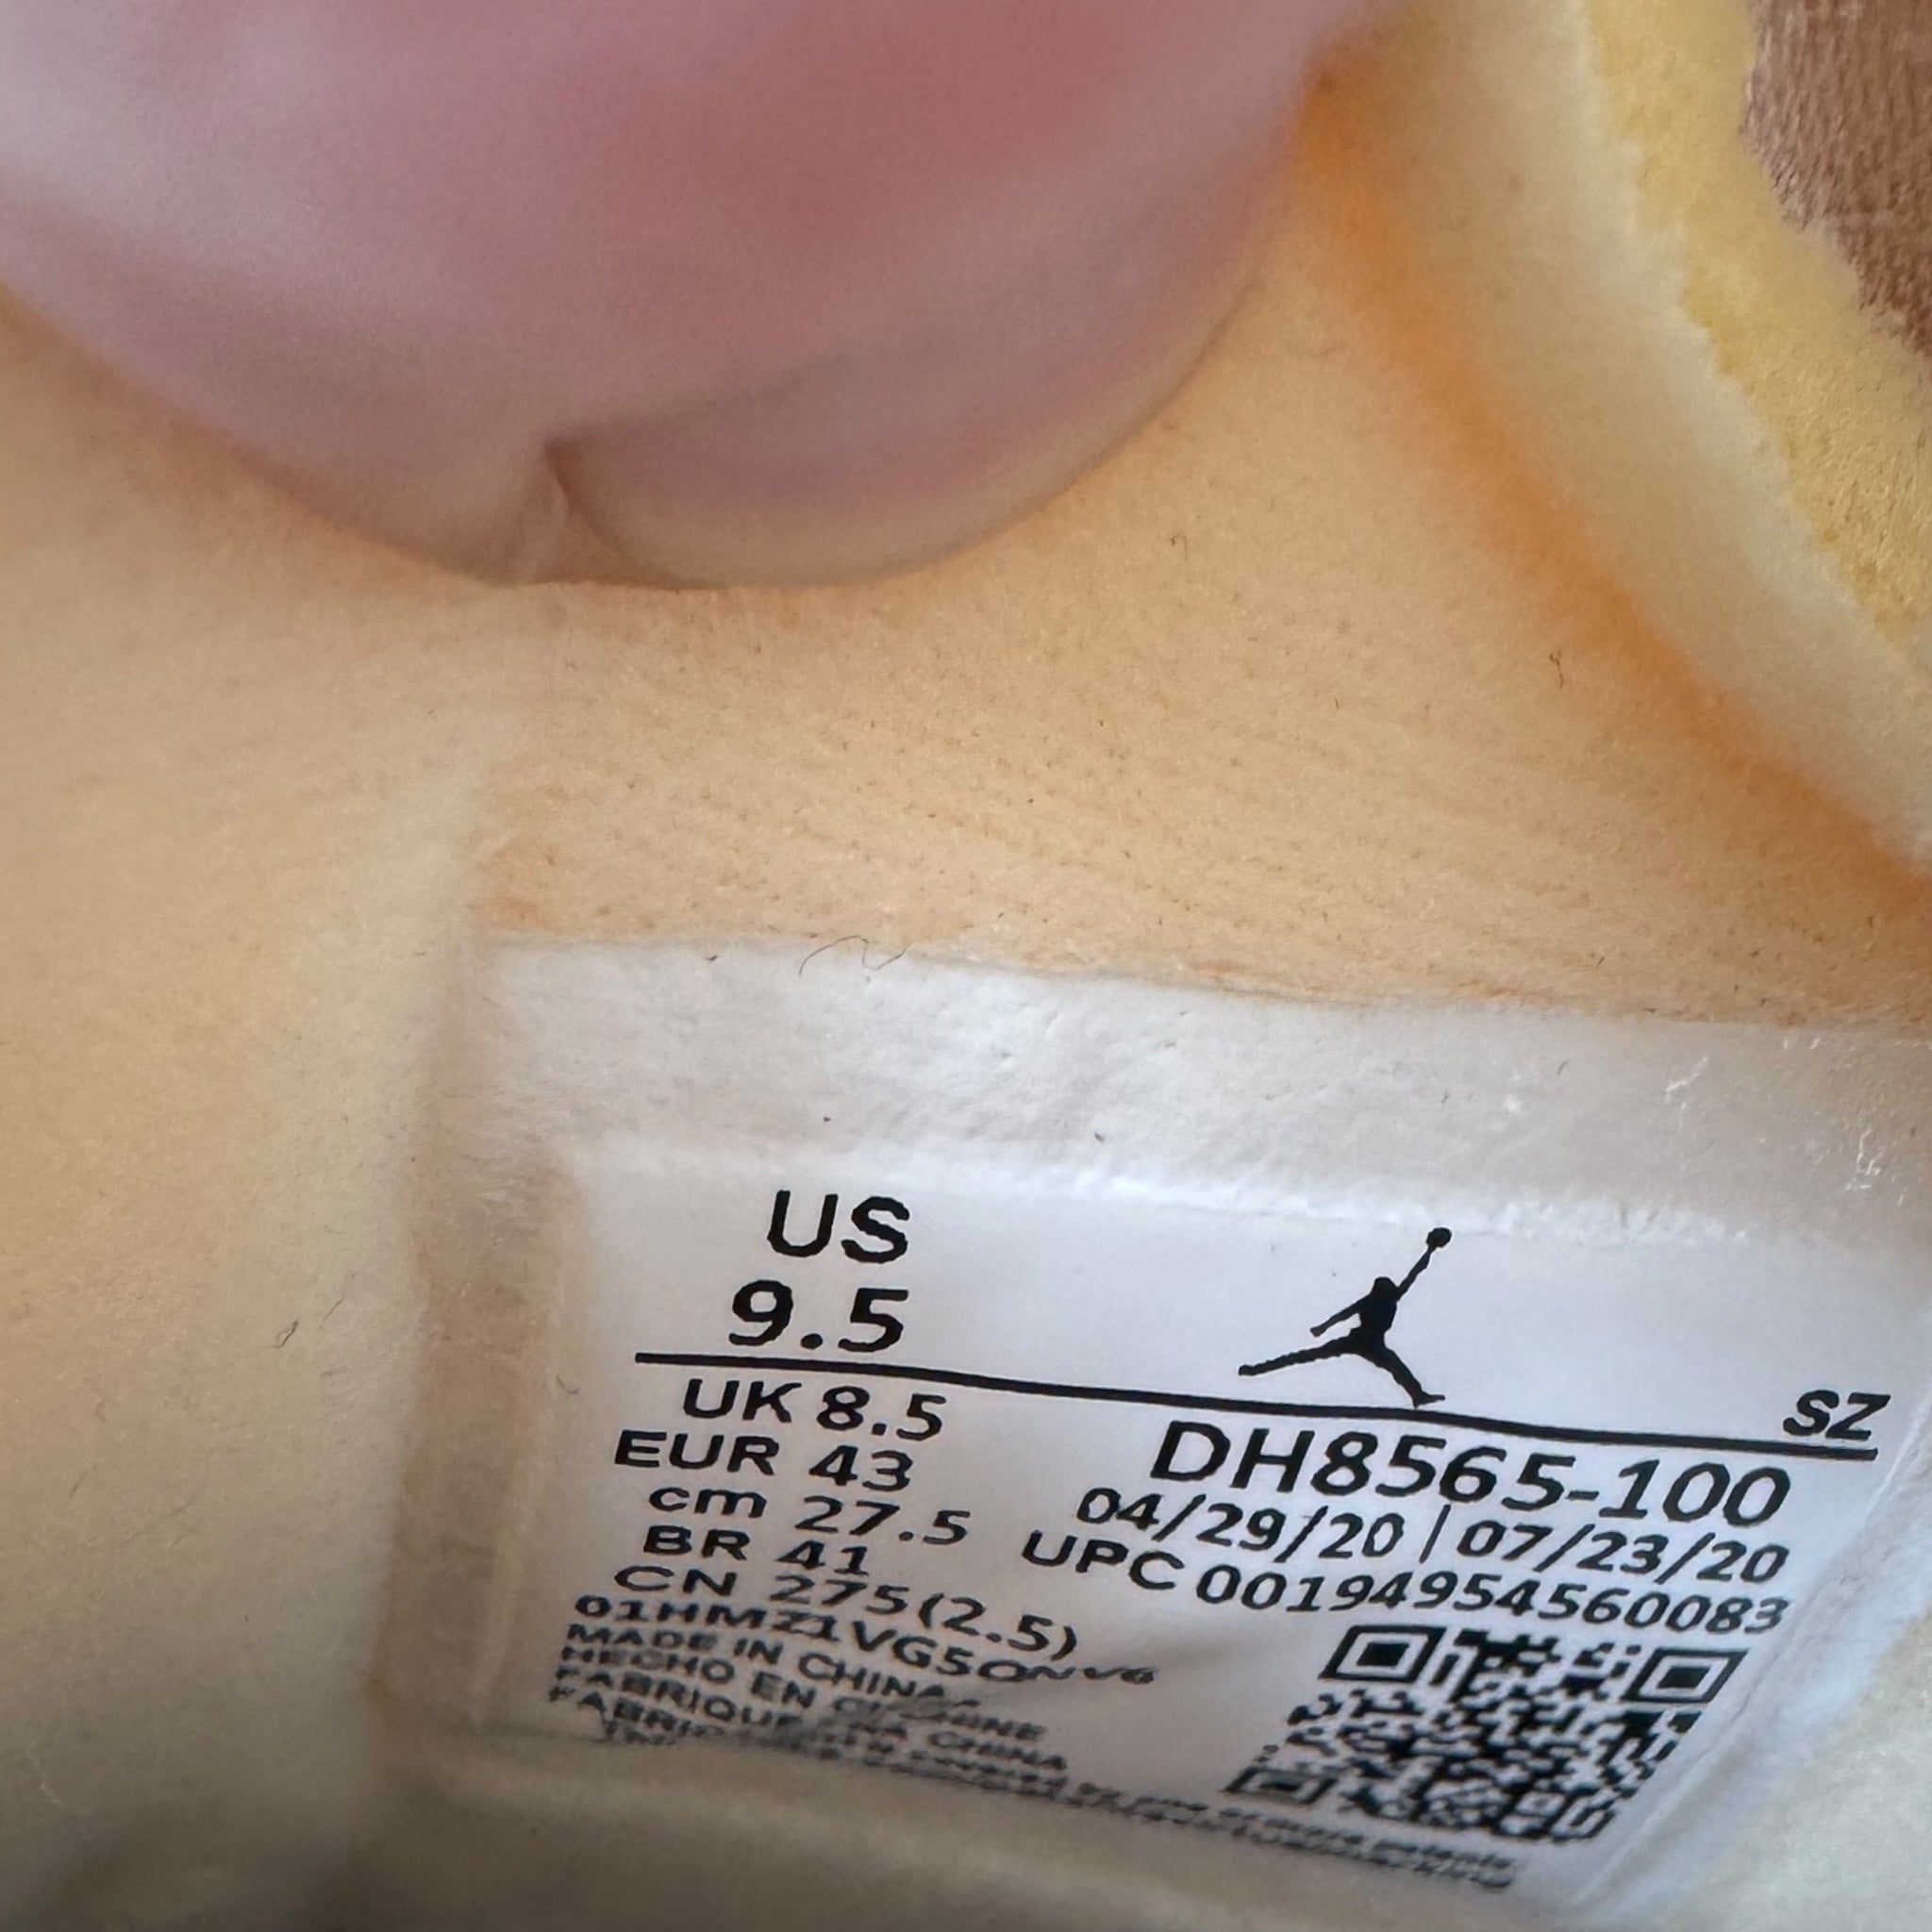 US
9.5
SZ
UK 8.5
EUR 43
cm 27.5
BR 41
CN 275(2.5)
DH8565-100
04/29/20 | 07/23/20
UPC 00194954560083
MADE IN CHINA
HECHO EN
FABRIQUE
CHINA